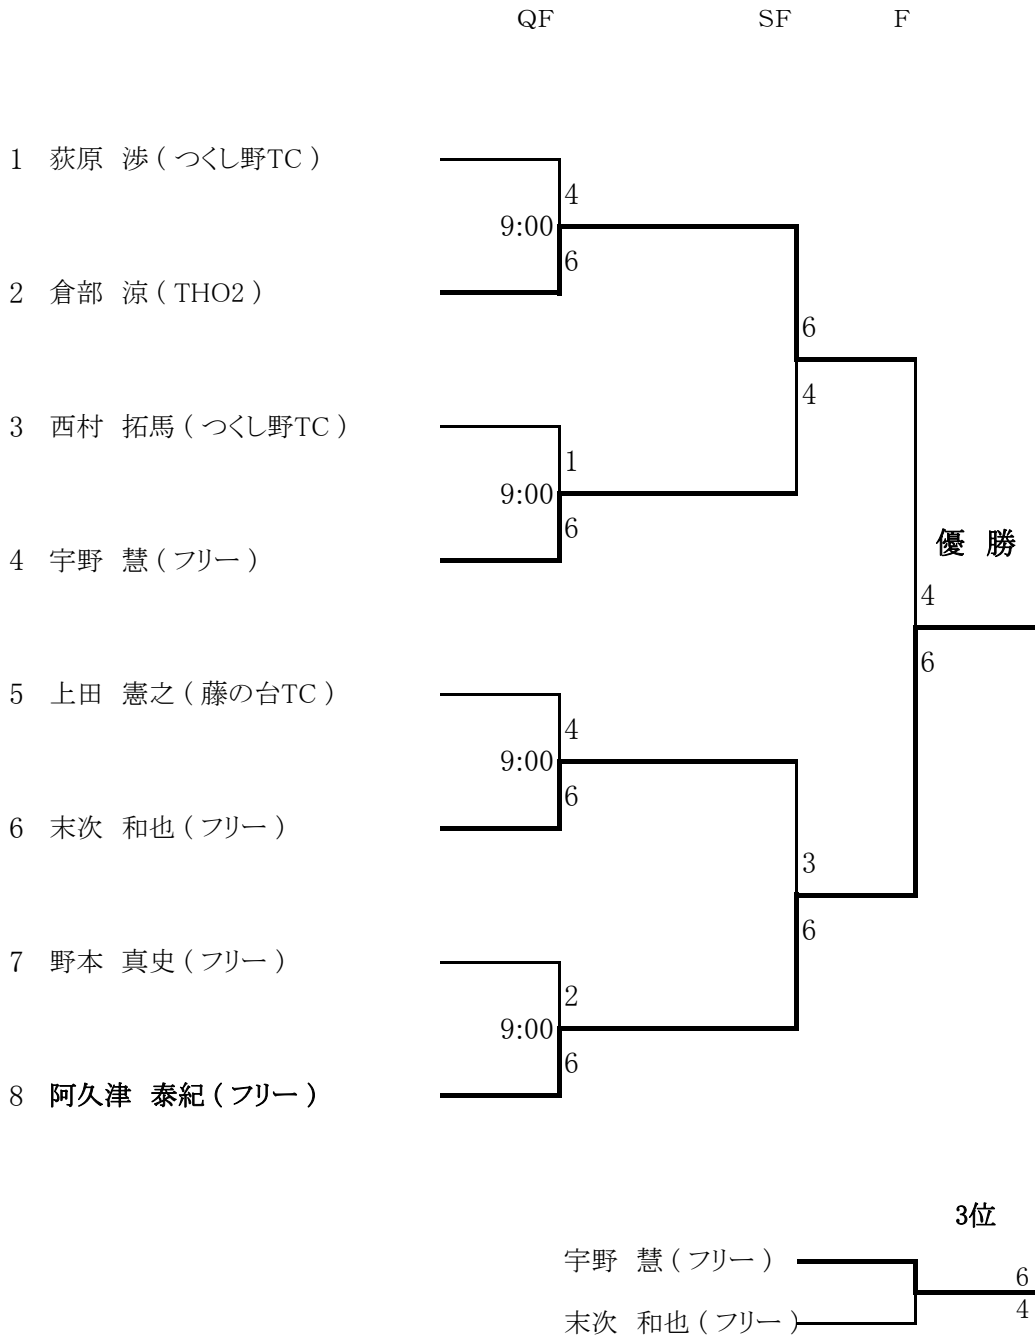 QF SF F
1 荻原 渉 ( つくし野TC )
4
9:00
6
2 倉部 涼 ( THO2 )
6
4
3 西村 拓馬 ( つくし野TC )
1
9:00
6
4 宇野 慧 ( フリー )
優 勝
4
6
5 上田 憲之 ( 藤の台TC )
4
9:00
6
6 末次 和也 ( フリー )
3
6
7 野本 真史 ( フリー )
2
9:00
6
8 阿久津 泰紀 ( フリー )
3位
宇野 慧 ( フリー )
6
4
末次 和也 ( フリー )